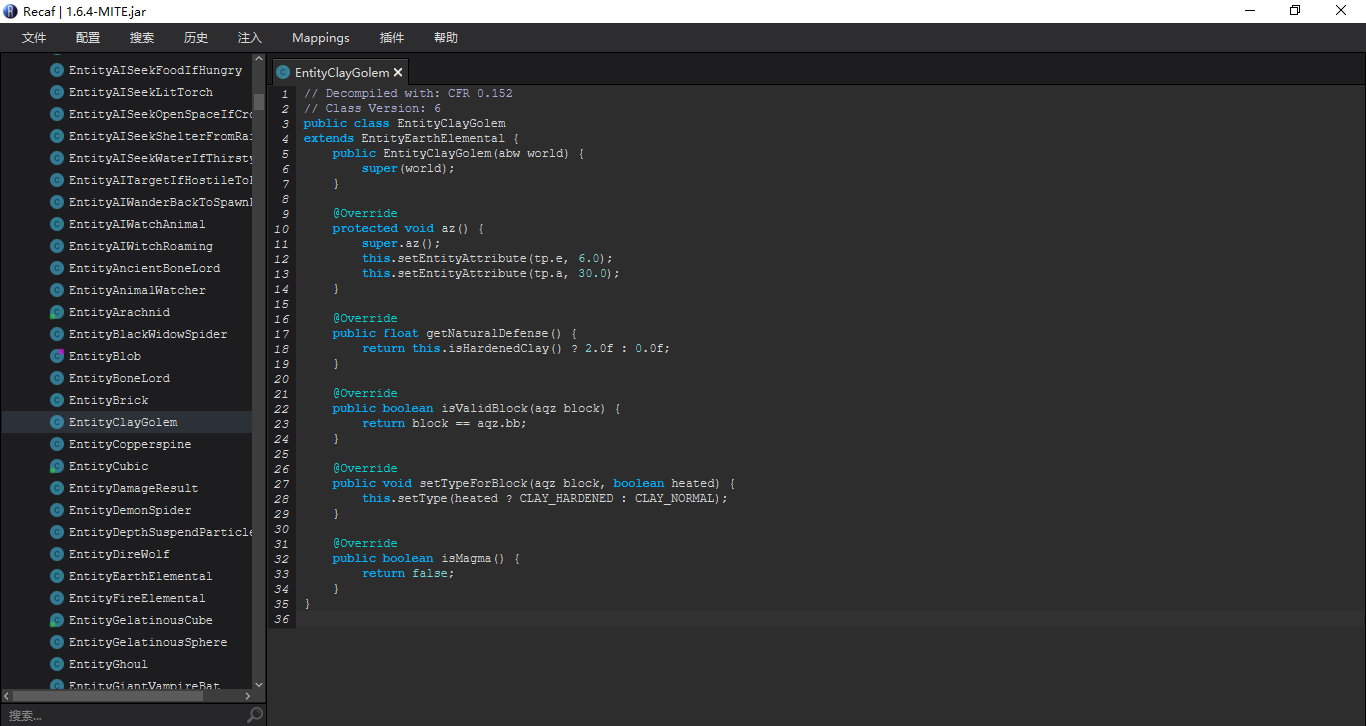 Recaf | 1.6.4-MITE.jar
文件 配置 搜索 历史 注入 Mappings 插件 帮助
EntityAISeekFoodIfHungry
EntityAISeekLitTorch
EntityAISeekOpenSpaceIfCro
EntityAISeekShelterFromRai
EntityAISeekWaterIfThirsty
EntityAITargetIfHostileTo
EntityAIWanderBackToSpawn
EntityAIWatchAnimal
EntityAIWitchRoaming
EntityAncientBoneLord
EntityAnimalWatcher
EntityArachnid
EntityBlackWidowSpider
EntityBlob
EntityBoneLord
EntityBrick
EntityClayGolem
EntityCopperspine
EntityCubic
EntityDamageResult
EntityDemonSpider
EntityDepthSuspendParticle
EntityDireWolf
EntityEarthElemental
EntityFireElemental
EntityGelatinousCube
EntityGelatinousSphere
EntityGhoul
EntityGiantVampireBat
搜索...
EntityClayGolem
1 // Decompiled with: CFR 0.152
2 // Class Version: 6
3 public class EntityClayGolem
4 extends EntityEarthElemental {
5     public EntityClayGolem(abw world) {
6         super(world);
7     }
8
9     @Override
10     protected void az() {
11         super.az();
12         this.setEntityAttribute(tp.e, 6.0);
13         this.setEntityAttribute(tp.a, 30.0);
14     }
15
16     @Override
17     public float getNaturalDefense() {
18         return this.isHardenedClay() ? 2.0f : 0.0f;
19     }
20
21     @Override
22     public boolean isValidBlock(aqz block) {
23         return block == aqz.bb;
24     }
25
26     @Override
27     public void setTypeForBlock(aqz block, boolean heated) {
28         this.setType(heated ? CLAY_HARDENED : CLAY_NORMAL);
29     }
30
31     @Override
32     public boolean isMagma() {
33         return false;
34     }
35 }
36